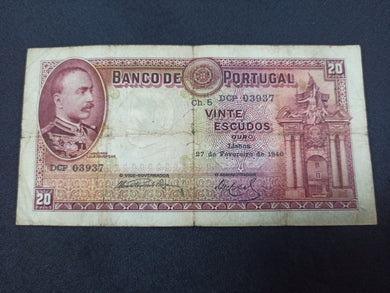 BANCO DE PORTUGAL
20
Ch. 5 DCP 03937
VINTE
ESCUDOS
OURO
Lisboa
27 de Fevereiro de 1940
DCP 03937
O VICE-GOVERNADOR
20
20